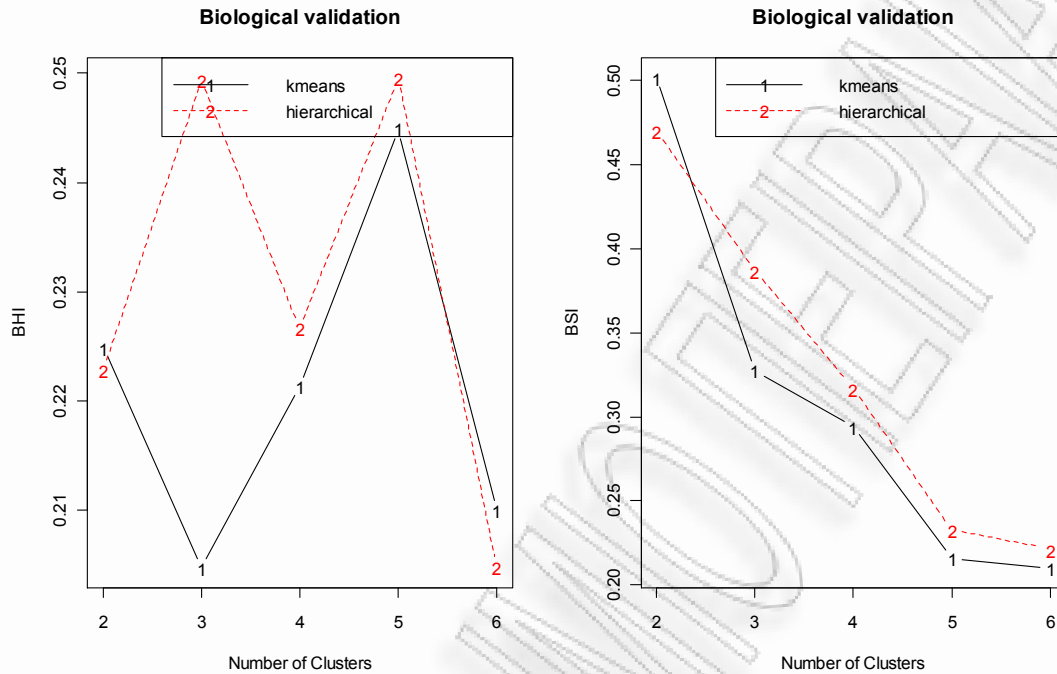 Biological validation
1 kmeans
2 hierarchical
BHI
0.25
0.24
0.23
0.22
0.21
2 3 4 5 6
Number of Clusters
Biological validation
1 kmeans
2 hierarchical
BSI
0.50
0.45
0.40
0.35
0.30
0.25
0.20
2 3 4 5 6
Number of Clusters